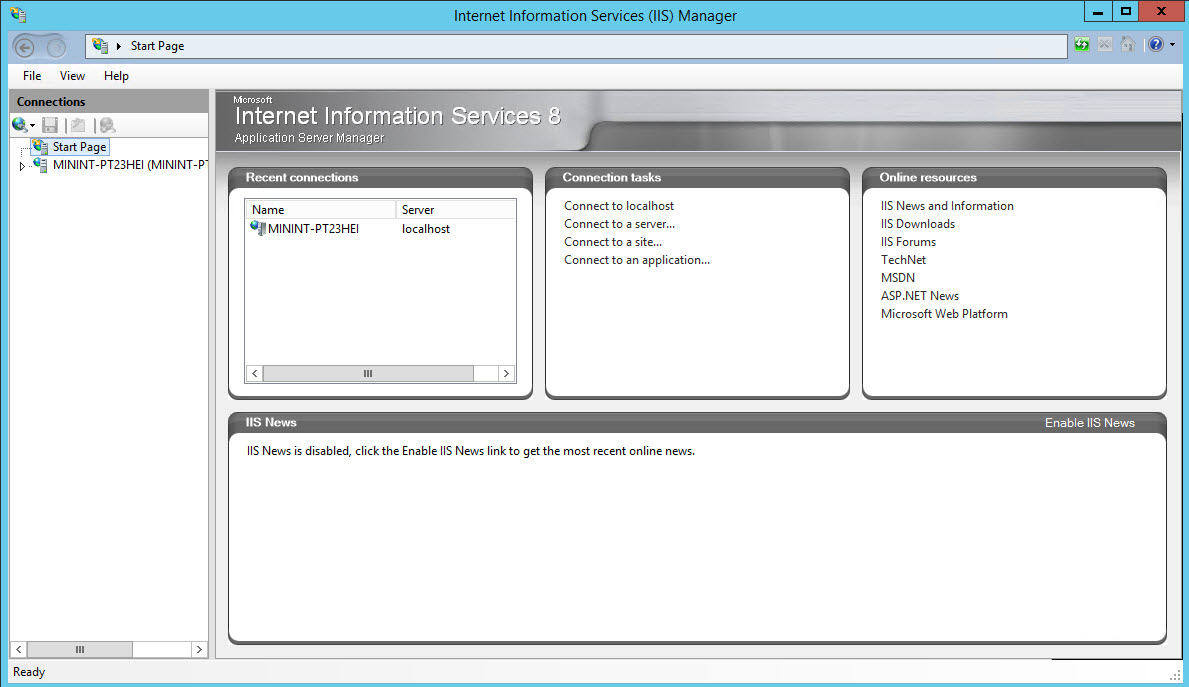 Internet Information Services (IIS) Manager
Start Page
File View Help
Connections
Start Page
MININT-PT23HEI (MININT-PT
Microsoft
Internet Information Services 8
Application Server Manager
Recent connections
Name Server
MININT-PT23HEI localhost
Connection tasks
Connect to localhost
Connect to a server...
Connect to a site...
Connect to an application...
Online resources
IIS News and Information
IIS Downloads
IIS Forums
TechNet
MSDN
ASP.NET News
Microsoft Web Platform
IIS News Enable IIS News
IIS News is disabled, click the Enable IIS News link to get the most recent online news.
Ready